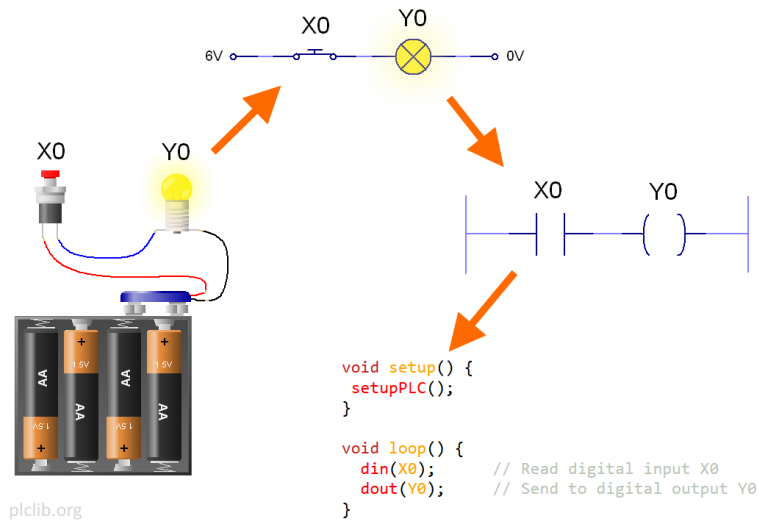 X0 Y0
6V 0V
X0 Y0
X0 Y0
+ 1.5V AA
+ 1.5V AA
+ 1.5V AA
+ 1.5V AA
void setup() {
setupPLC();
}
void loop() {
din(X0); // Read digital input X0
dout(Y0); // Send to digital output Y0
}
plclib.org